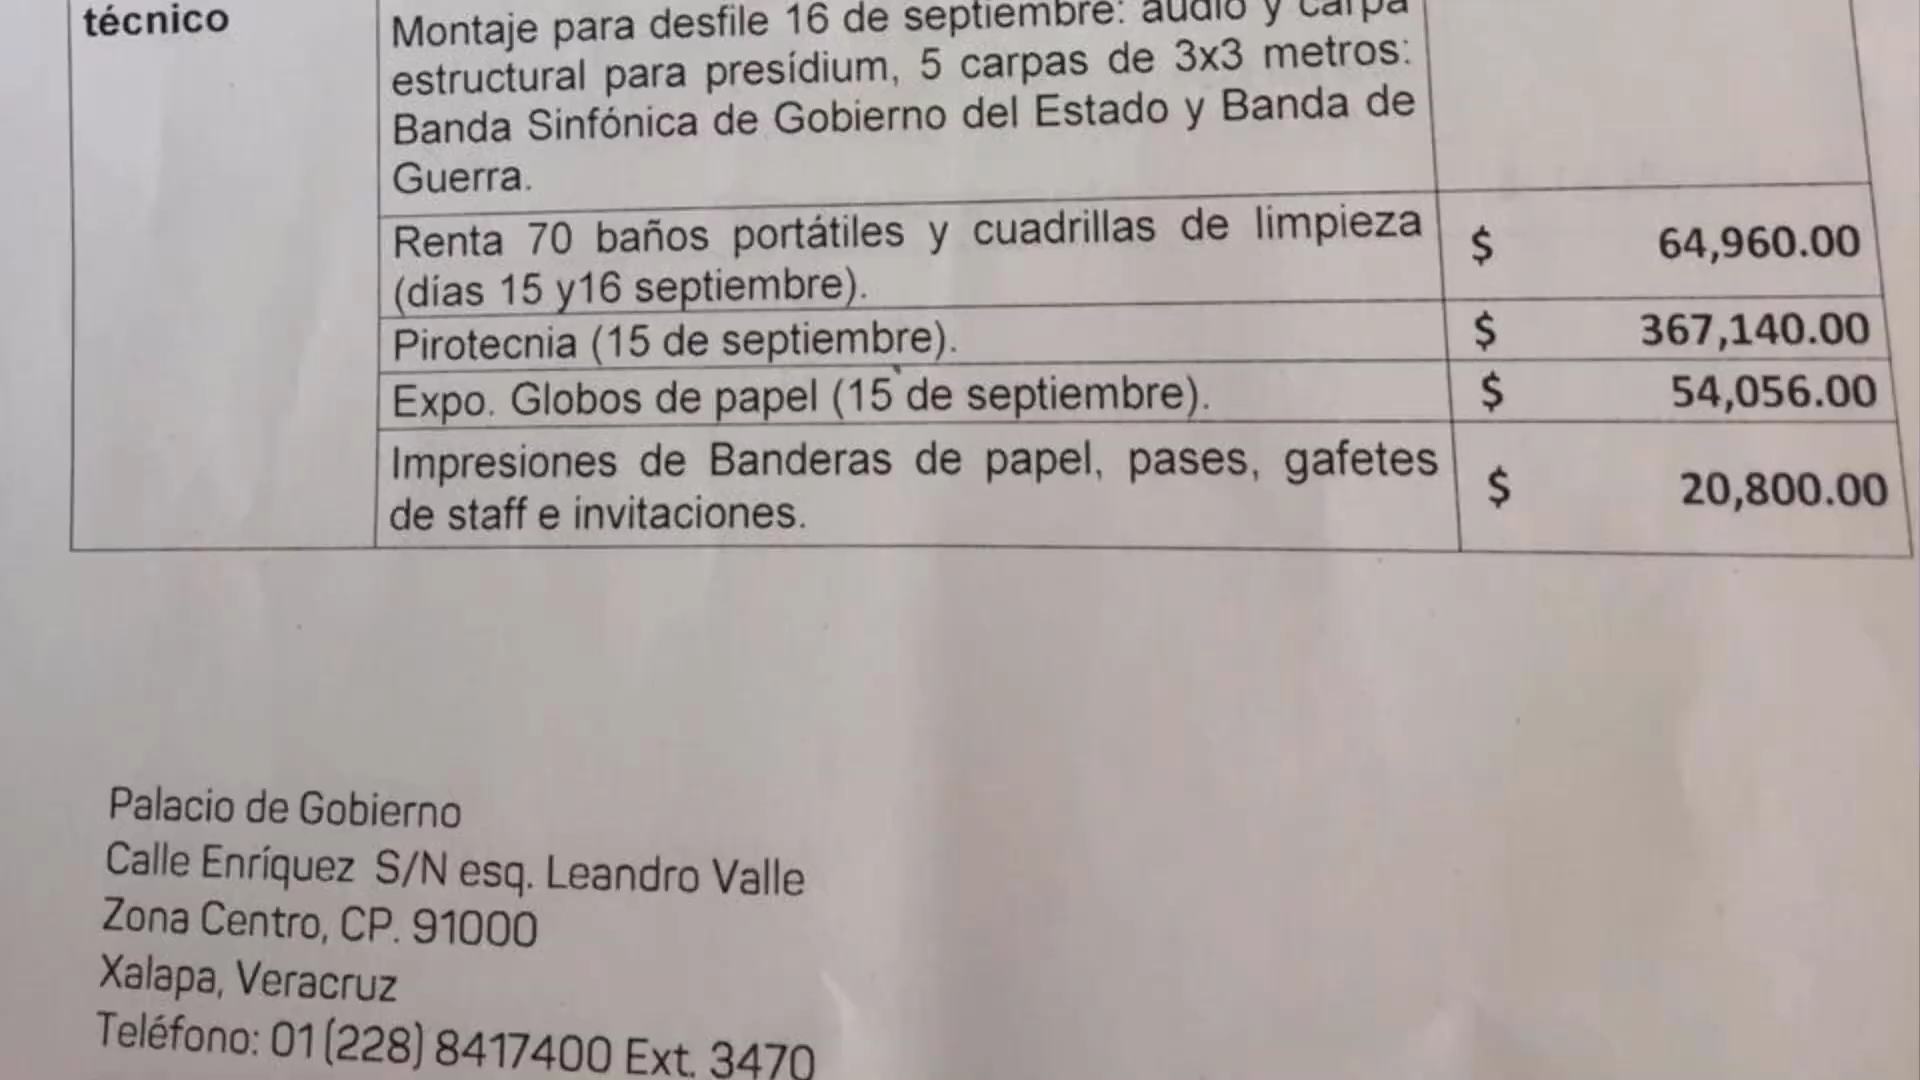 técnico
Montaje para desfile 16 de septiembre: audio y carpa
estructural para presídium, 5 carpas de 3x3 metros:
Banda Sinfónica de Gobierno del Estado y Banda de
Guerra.
Renta 70 baños portátiles y cuadrillas de limpieza
(días 15 y16 septiembre).
$ 64,960.00
Pirotecnia (15 de septiembre). $ 367,140.00
Expo. Globos de papel (15 de septiembre). $ 54,056.00
Impresiones de Banderas de papel, pases, gafetes
de staff e invitaciones.
$ 20,800.00
Palacio de Gobierno
Calle Enríquez S/N esq. Leandro Valle
Zona Centro, CP. 91000
Xalapa, Veracruz
Teléfono: 01 (228) 8417400 Ext. 3470